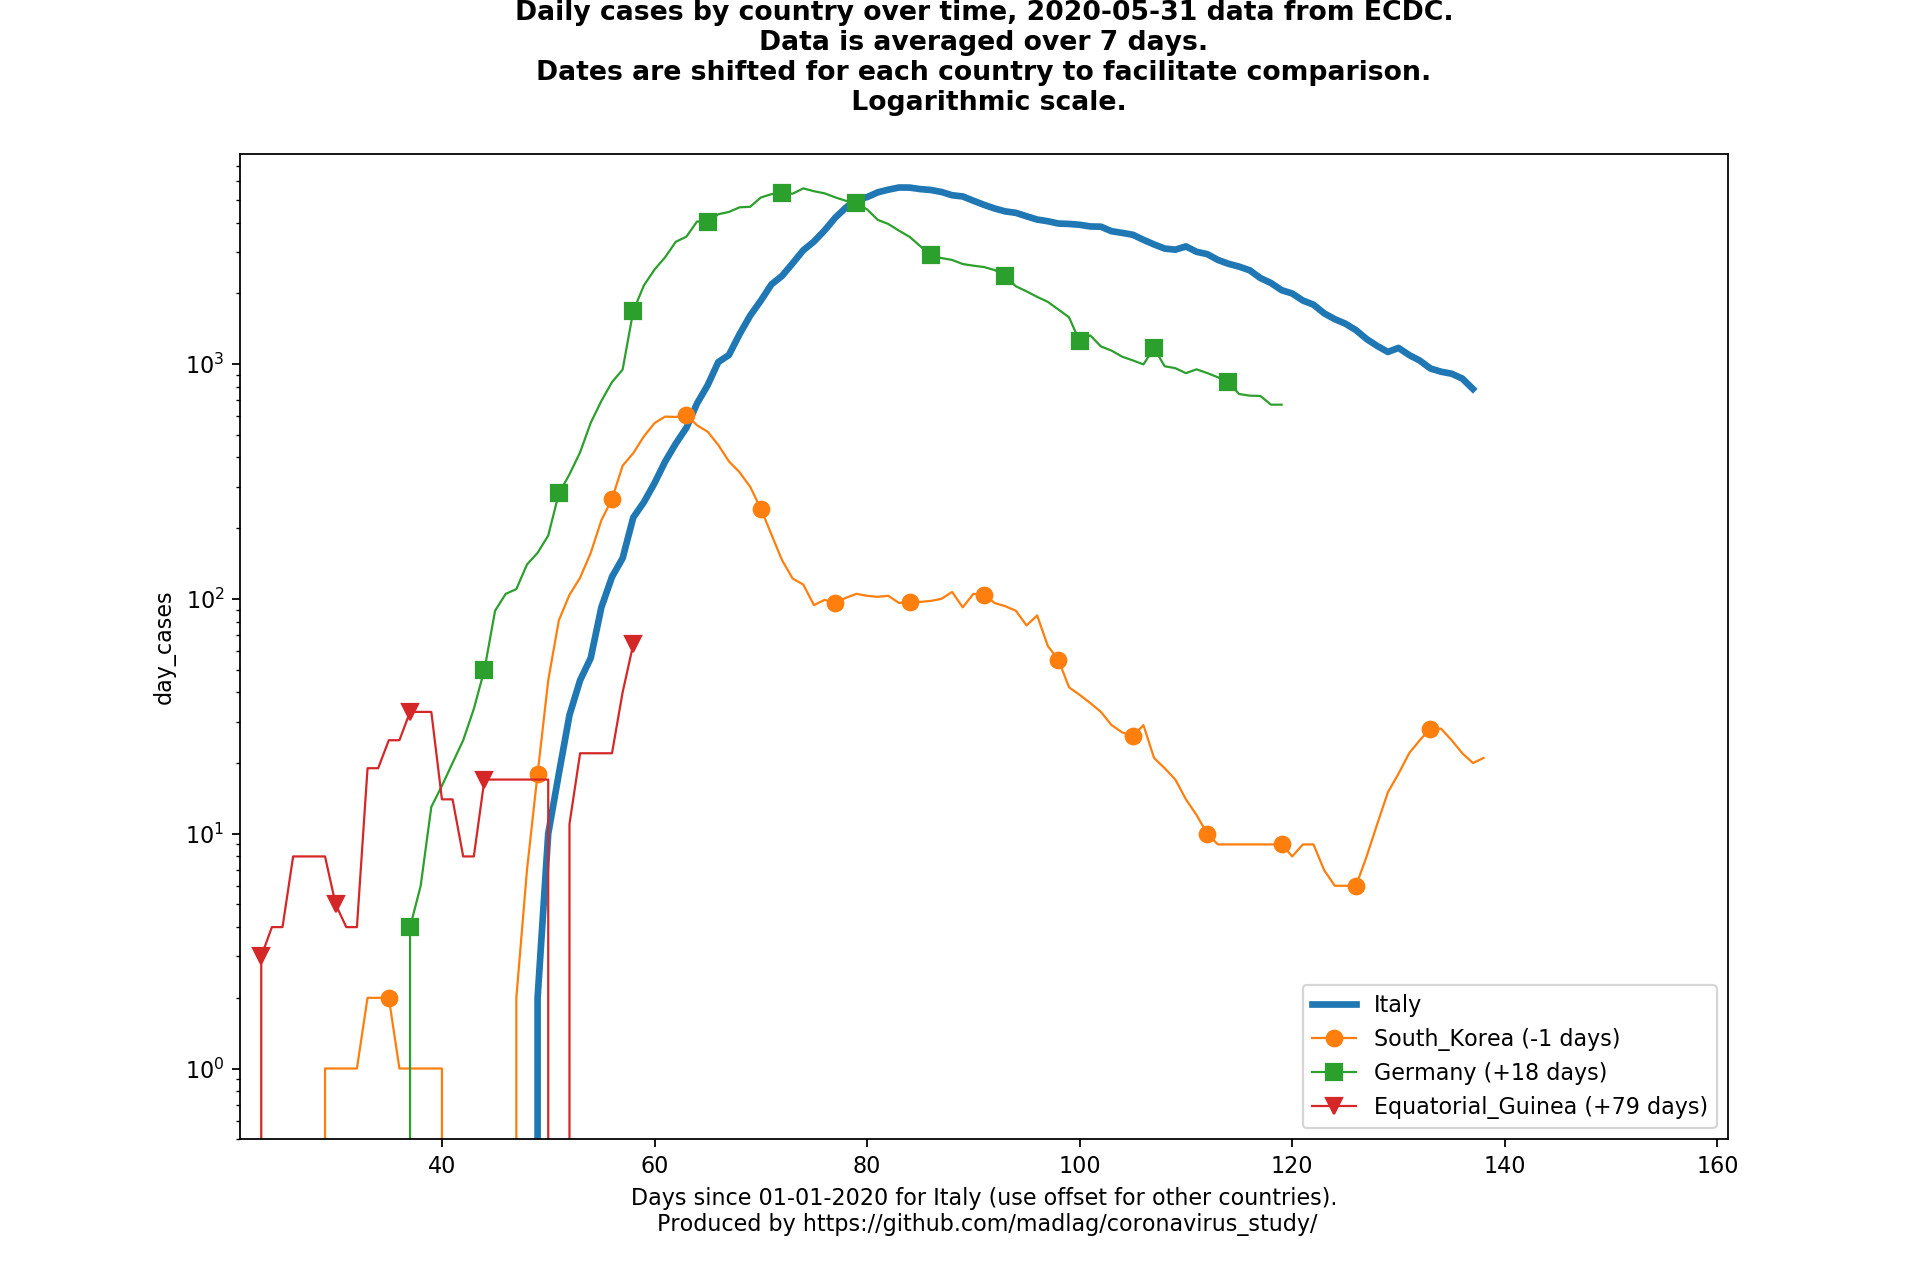 Daily cases by country over time, 2020-05-31 data from ECDC.
Data is averaged over 7 days.
Dates are shifted for each country to facilitate comparison.
Logarithmic scale.
10³
10²
10¹
10⁰
day_cases
40 60 80 100 120 140 160
Days since 01-01-2020 for Italy (use offset for other countries).
Produced by https://github.com/madlag/coronavirus_study/
Italy
South_Korea (-1 days)
Germany (+18 days)
Equatorial_Guinea (+79 days)